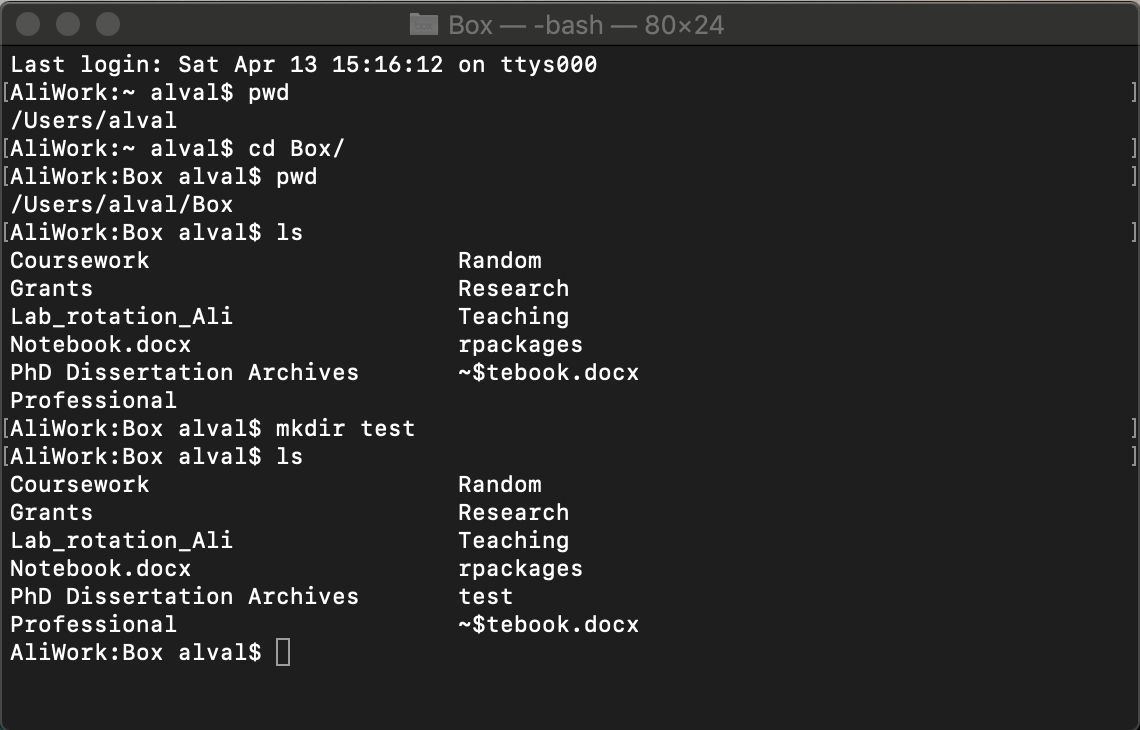 Box — -bash — 80×24
Last login: Sat Apr 13 15:16:12 on ttys000
[AliWork:~ alval$ pwd ]
/Users/alval
[AliWork:~ alval$ cd Box/ ]
[AliWork:Box alval$ pwd ]
/Users/alval/Box
[AliWork:Box alval$ ls ]
Coursework Random
Grants Research
Lab_rotation_Ali Teaching
Notebook.docx rpackages
PhD Dissertation Archives ~$tebook.docx
Professional
[AliWork:Box alval$ mkdir test ]
[AliWork:Box alval$ ls ]
Coursework Random
Grants Research
Lab_rotation_Ali Teaching
Notebook.docx rpackages
PhD Dissertation Archives test
Professional ~$tebook.docx
AliWork:Box alval$